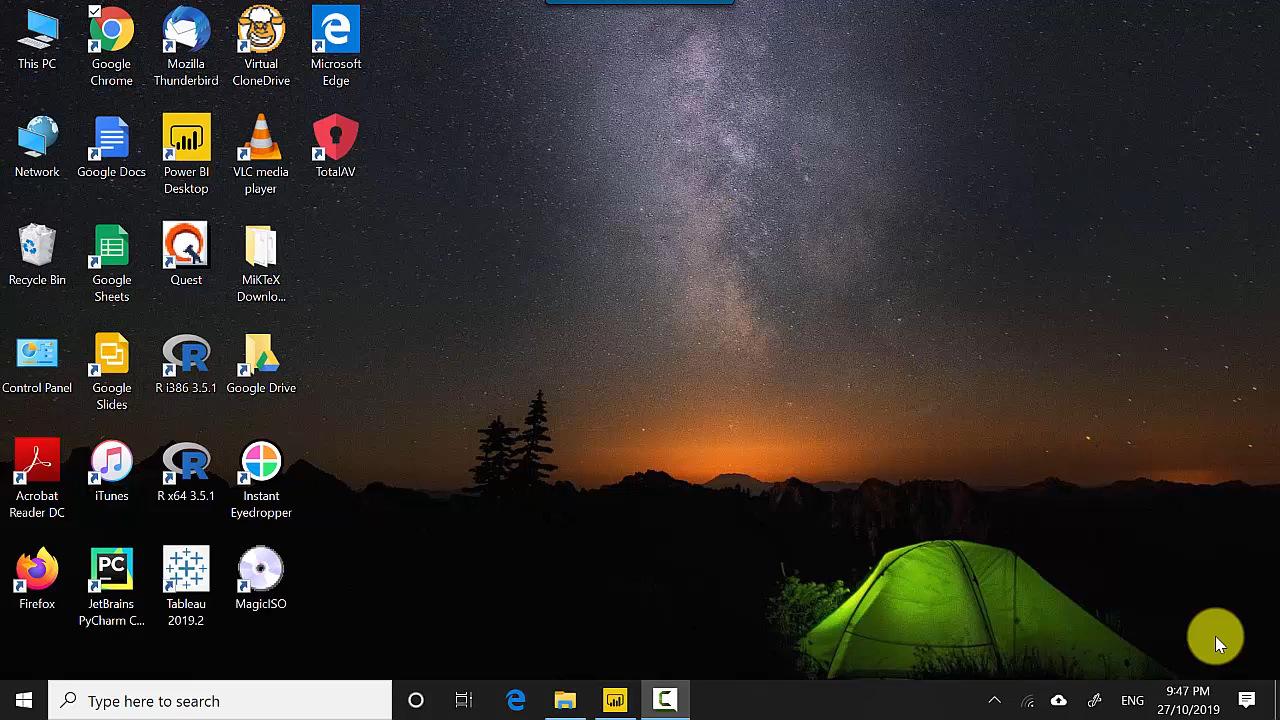 This PC
Google
Chrome
Mozilla
Thunderbird
Virtual
CloneDrive
Microsoft
Edge
Network
Google Docs
Power BI
Desktop
VLC media
player
TotalAV
Recycle Bin
Google
Sheets
Quest
MiKTeX
Downlo...
Control Panel
Google
Slides
R i386 3.5.1
Google Drive
Acrobat
Reader DC
iTunes
R x64 3.5.1
Instant
Eyedropper
Firefox
PC
JetBrains
PyCharm C...
Tableau
2019.2
MagicISO
Type here to search
ENG
9:47 PM
27/10/2019